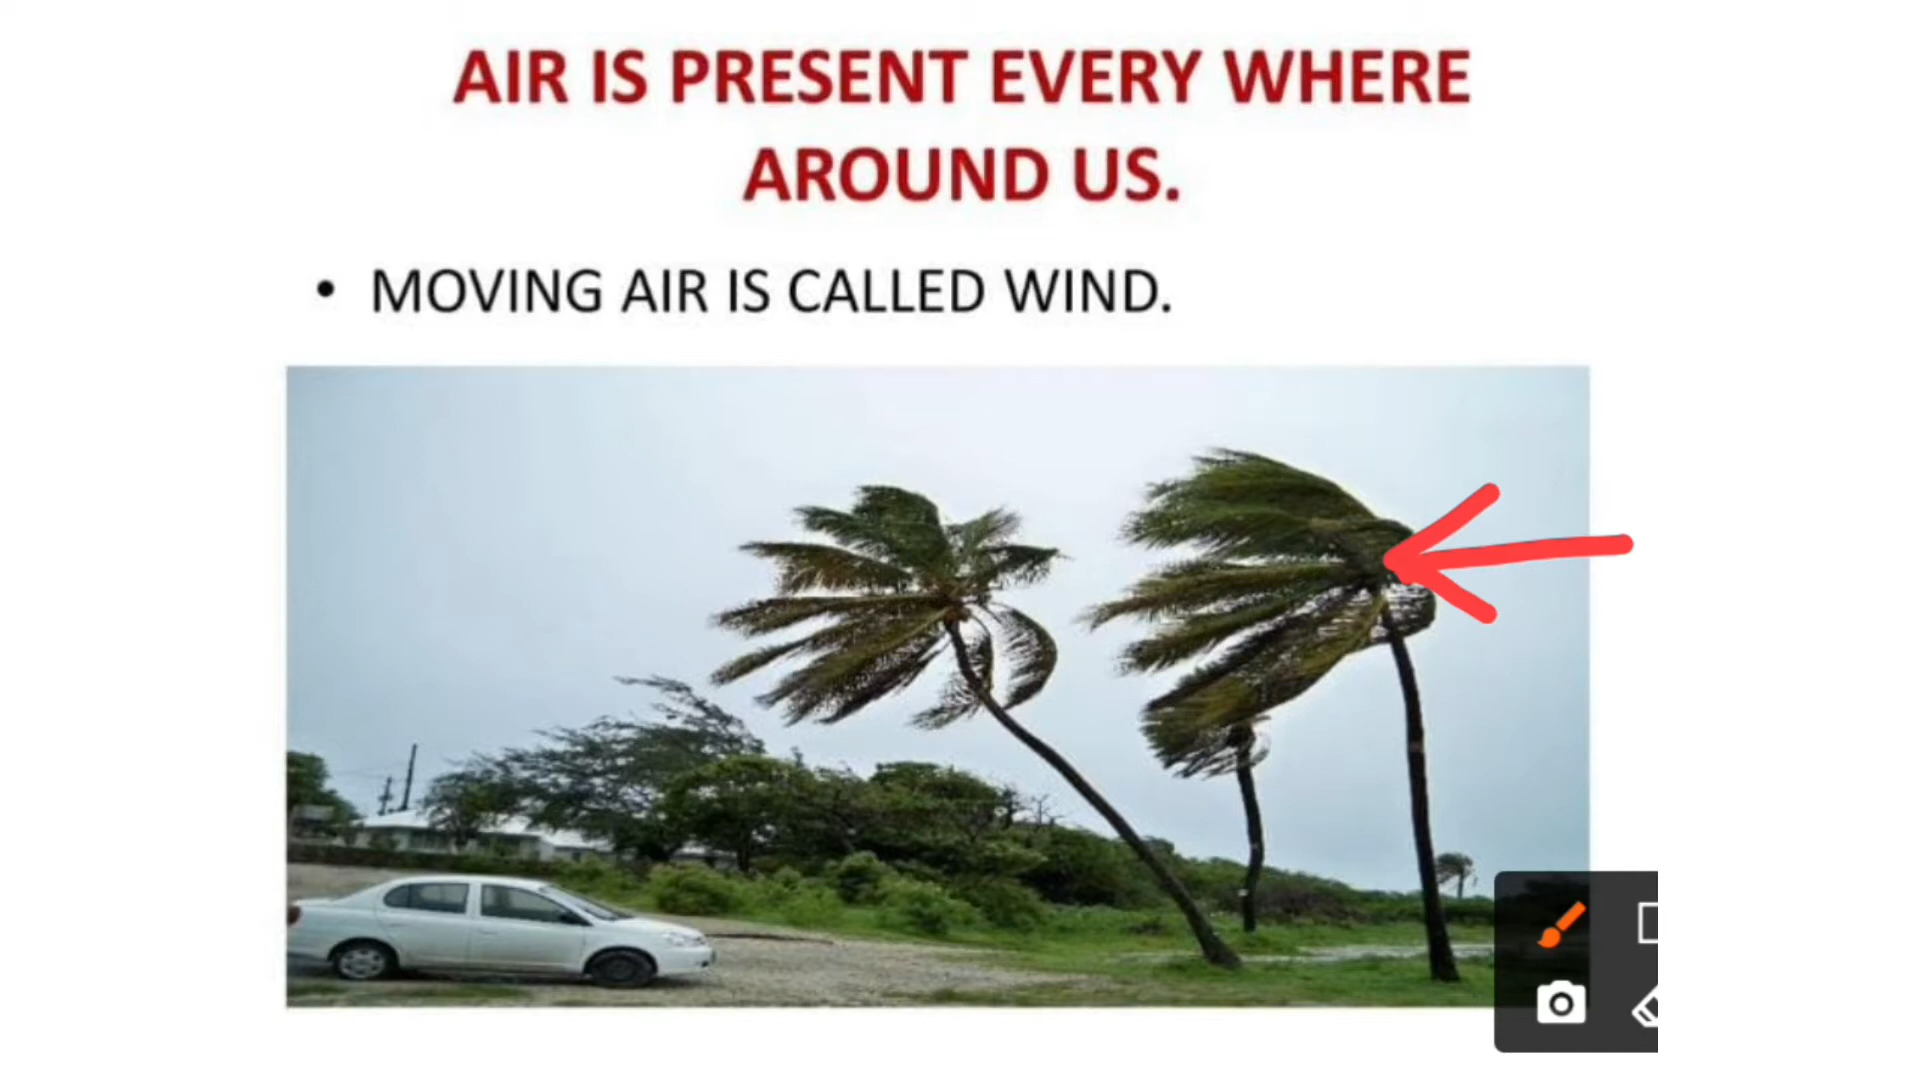 AIR IS PRESENT EVERY WHERE
AROUND US.
• MOVING AIR IS CALLED WIND.